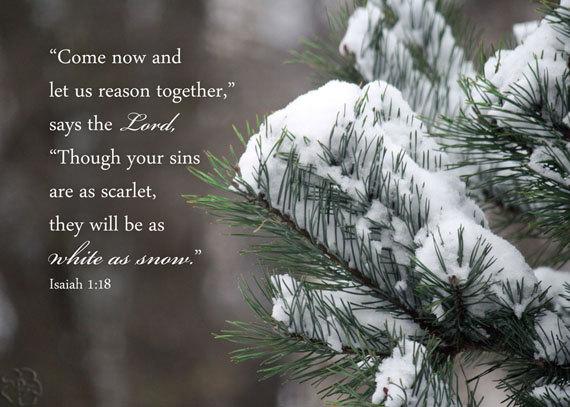 “Come now and
let us reason together,”
says the Lord,
“Though your sins
are as scarlet,
they will be as
white as snow.”
Isaiah 1:18